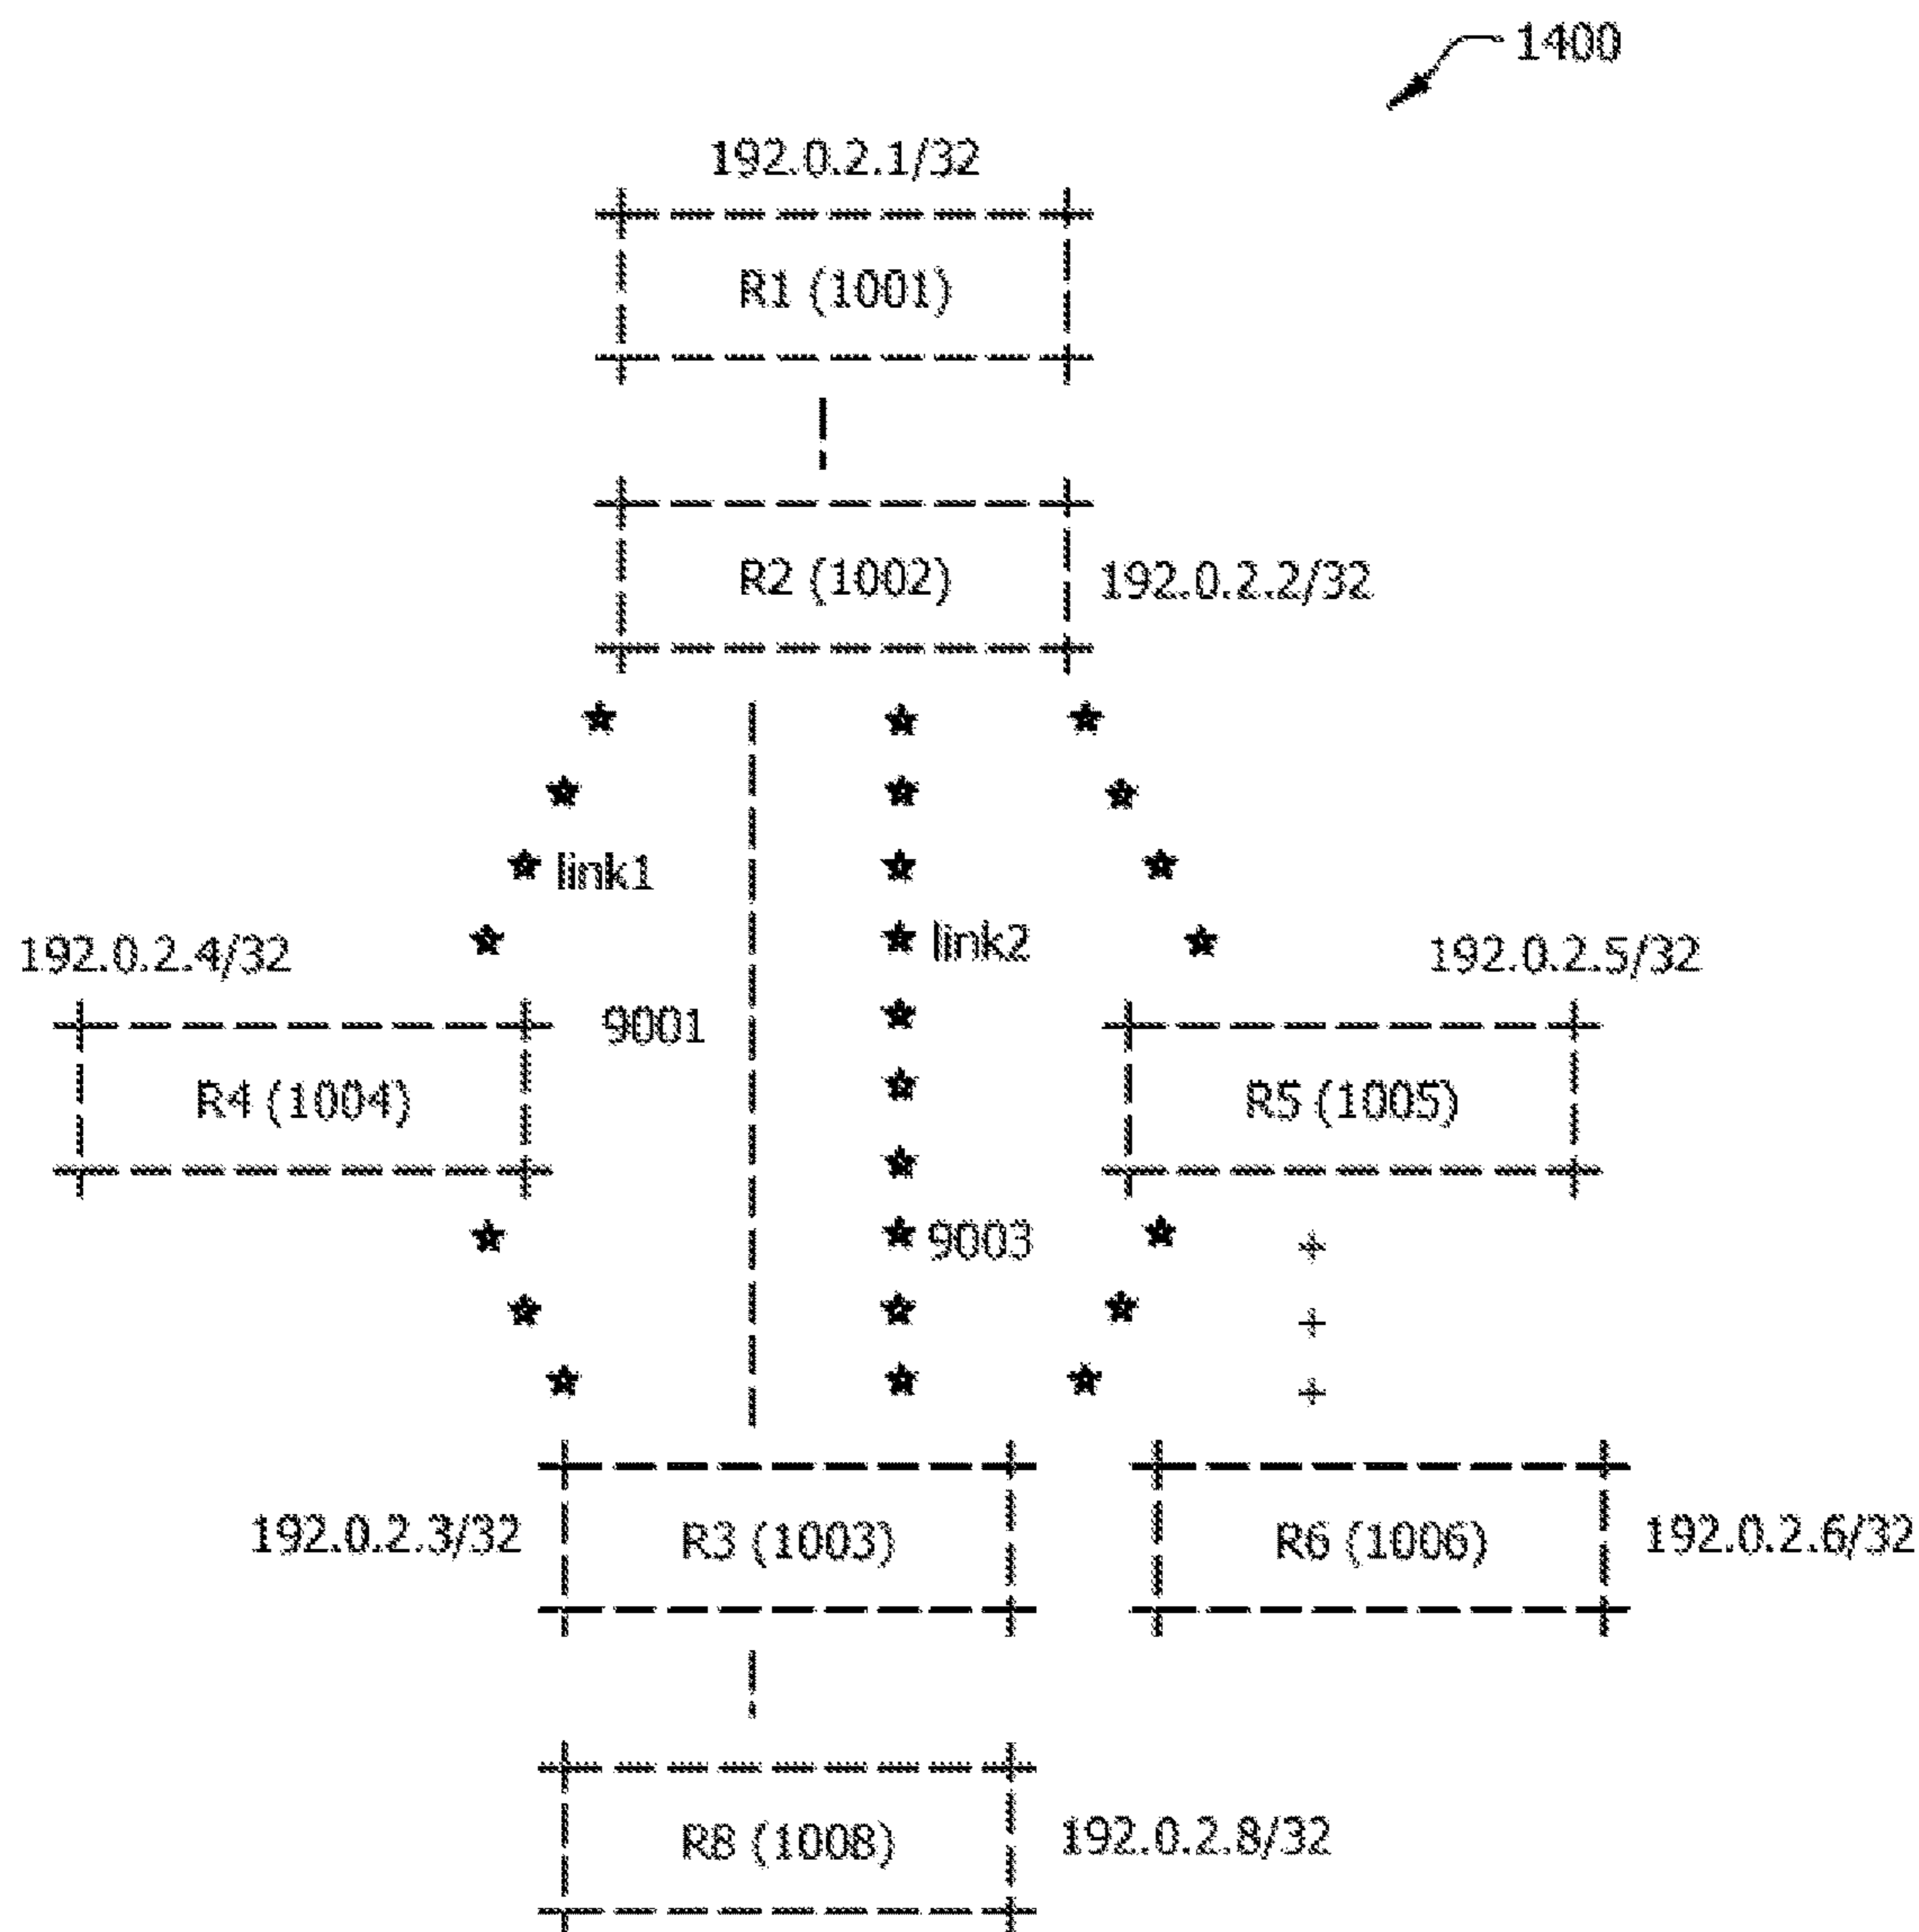 1400
192.0.2.1/32
R1 (1001)
R2 (1002)
192.0.2.2/32
link1
link2
192.0.2.4/32
192.0.2.5/32
9001
R4 (1004)
R5 (1005)
9003
192.0.2.3/32
R3 (1003)
R6 (1006)
192.0.2.6/32
R8 (1008)
192.0.2.8/32